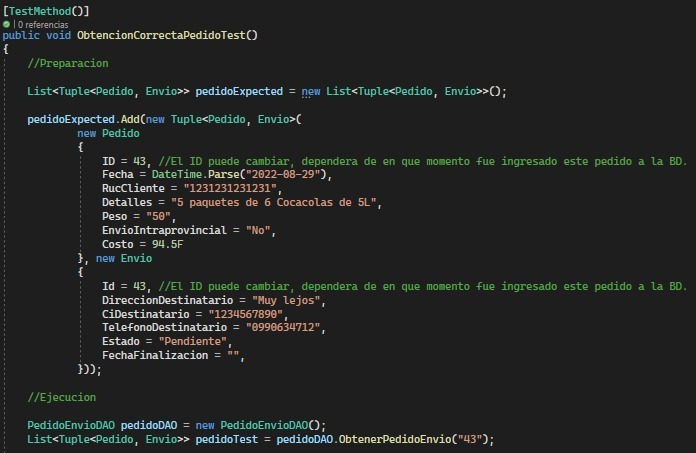 [TestMethod()]
| 0 referencias
public void ObtencionCorrectaPedidoTest()
{
//Preparacion
List<Tuple<Pedido, Envio>> pedidoExpected = new List<Tuple<Pedido, Envio>>();
pedidoExpected.Add(new Tuple<Pedido, Envio>(
new Pedido
{
ID = 43, //El ID puede cambiar, dependera de en que momento fue ingresado este pedido a la BD.
Fecha = DateTime.Parse("2022-08-29"),
RucCliente = "1231231231231",
Detalles = "5 paquetes de 6 Cocacolas de 5L",
Peso = "50",
EnvioIntraprovincial = "No",
Costo = 94.5F
}, new Envio
{
Id = 43, //El ID puede cambiar, dependera de en que momento fue ingresado este pedido a la BD.
DireccionDestinatario = "Muy lejos",
CiDestinatario = "1234567890",
TelefonoDestinatario = "0990634712",
Estado = "Pendiente",
FechaFinalizacion = "",
}));
//Ejecucion
PedidoEnvioDAO pedidoDAO = new PedidoEnvioDAO();
List<Tuple<Pedido, Envio>> pedidoTest = pedidoDAO.ObtenerPedidoEnvio("43");